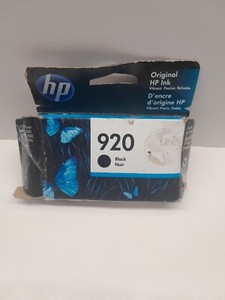 hp
Original
HP Ink
Vibrant. Precise. Reliable.
Encre
d'origine HP
920
Black
Noir